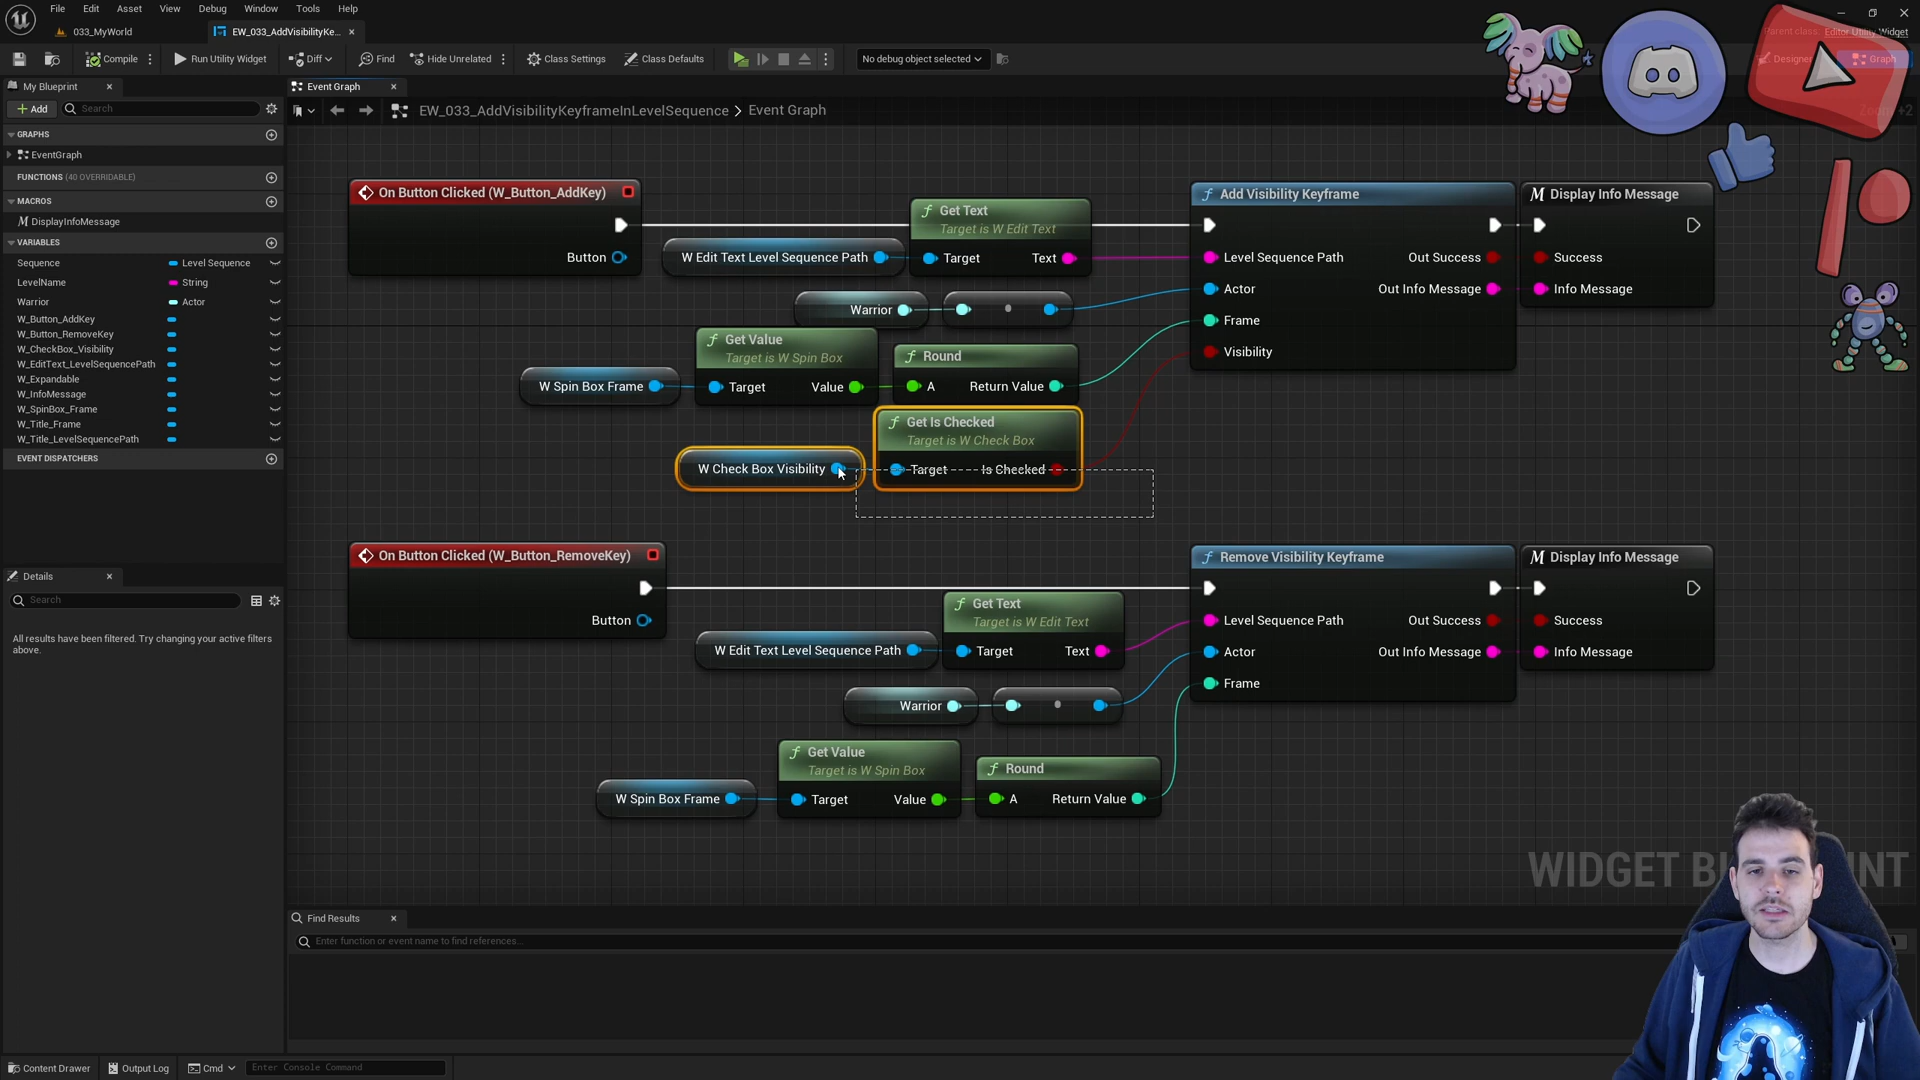 File Edit Asset View Debug Window Tools Help
033_MyWorld
EW_033_AddVisibilityKe...
Editor Utility Widget
Compile
Run Utility Widget
Diff
Find
Hide Unrelated
Class Settings
Class Defaults
No debug object selected
Designer
Graph
My Blueprint
Event Graph
Add
Search
EW_033_AddVisibilityKeyframeInLevelSequence > Event Graph
GRAPHS
EventGraph
FUNCTIONS (40 OVERRIDABLE)
MACROS
DisplayInfoMessage
VARIABLES
Sequence Level Sequence
LevelName String
Warrior Actor
W_Button_AddKey
W_Button_RemoveKey
W_CheckBox_Visibility
W_EditText_LevelSequencePath
W_Expandable
W_InfoMessage
W_SpinBox_Frame
W_Title_Frame
W_Title_LevelSequencePath
EVENT DISPATCHERS
Details
Search
All results have been filtered. Try changing your active filters
above.
On Button Clicked (W_Button_AddKey)
Button
W Edit Text Level Sequence Path
Get Text
Target is W Edit Text
Target Text
Warrior
Get Value
Target is W Spin Box
W Spin Box Frame
Target Value
Round
A Return Value
Get Is Checked
Target is W Check Box
W Check Box Visibility
Target Is Checked
Add Visibility Keyframe
Level Sequence Path Out Success
Actor Out Info Message
Frame
Visibility
Display Info Message
Success
Info Message
On Button Clicked (W_Button_RemoveKey)
Button
Get Text
Target is W Edit Text
W Edit Text Level Sequence Path
Target Text
Warrior
Get Value
Target is W Spin Box
W Spin Box Frame
Target Value
Round
A Return Value
Remove Visibility Keyframe
Level Sequence Path Out Success
Actor Out Info Message
Frame
Display Info Message
Success
Info Message
WIDGET
Find Results
Enter function or event name to find references...
Content Drawer
Output Log
Cmd
Enter Console Command